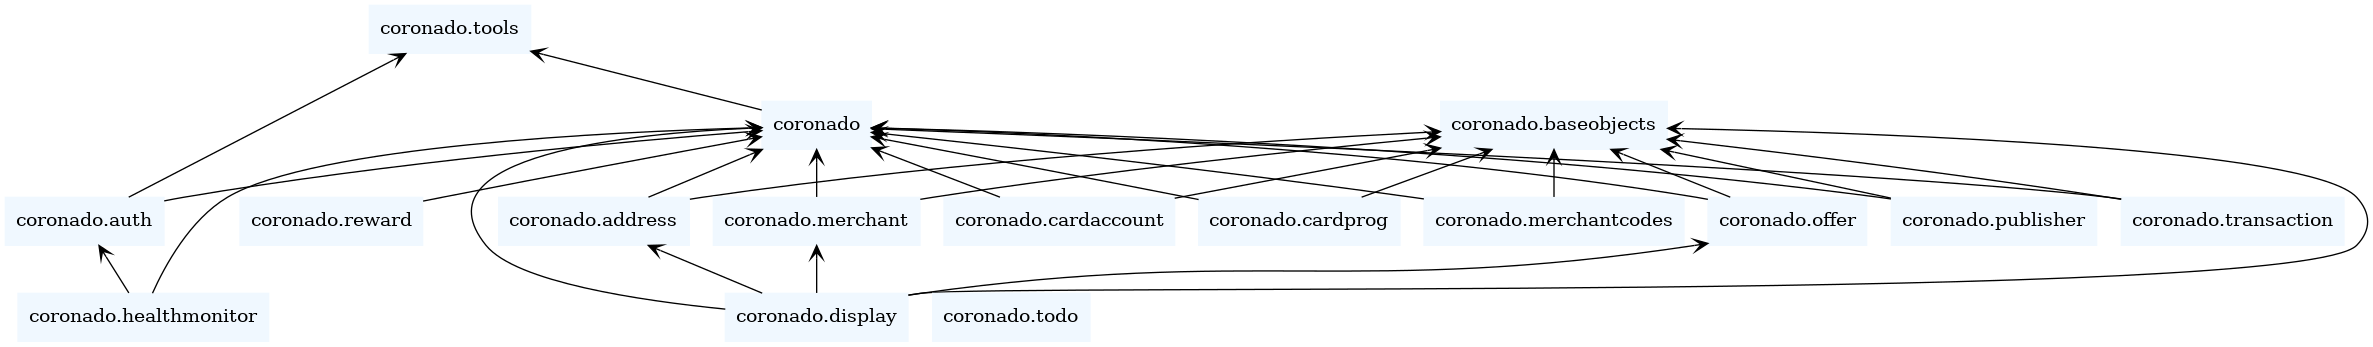 coronado.tools
coronado
coronado.baseobjects
coronado.auth
coronado.reward
coronado.address
coronado.merchant
coronado.cardaccount
coronado.cardprog
coronado.merchantcodes
coronado.offer
coronado.publisher
coronado.transaction
coronado.healthmonitor
coronado.display
coronado.todo